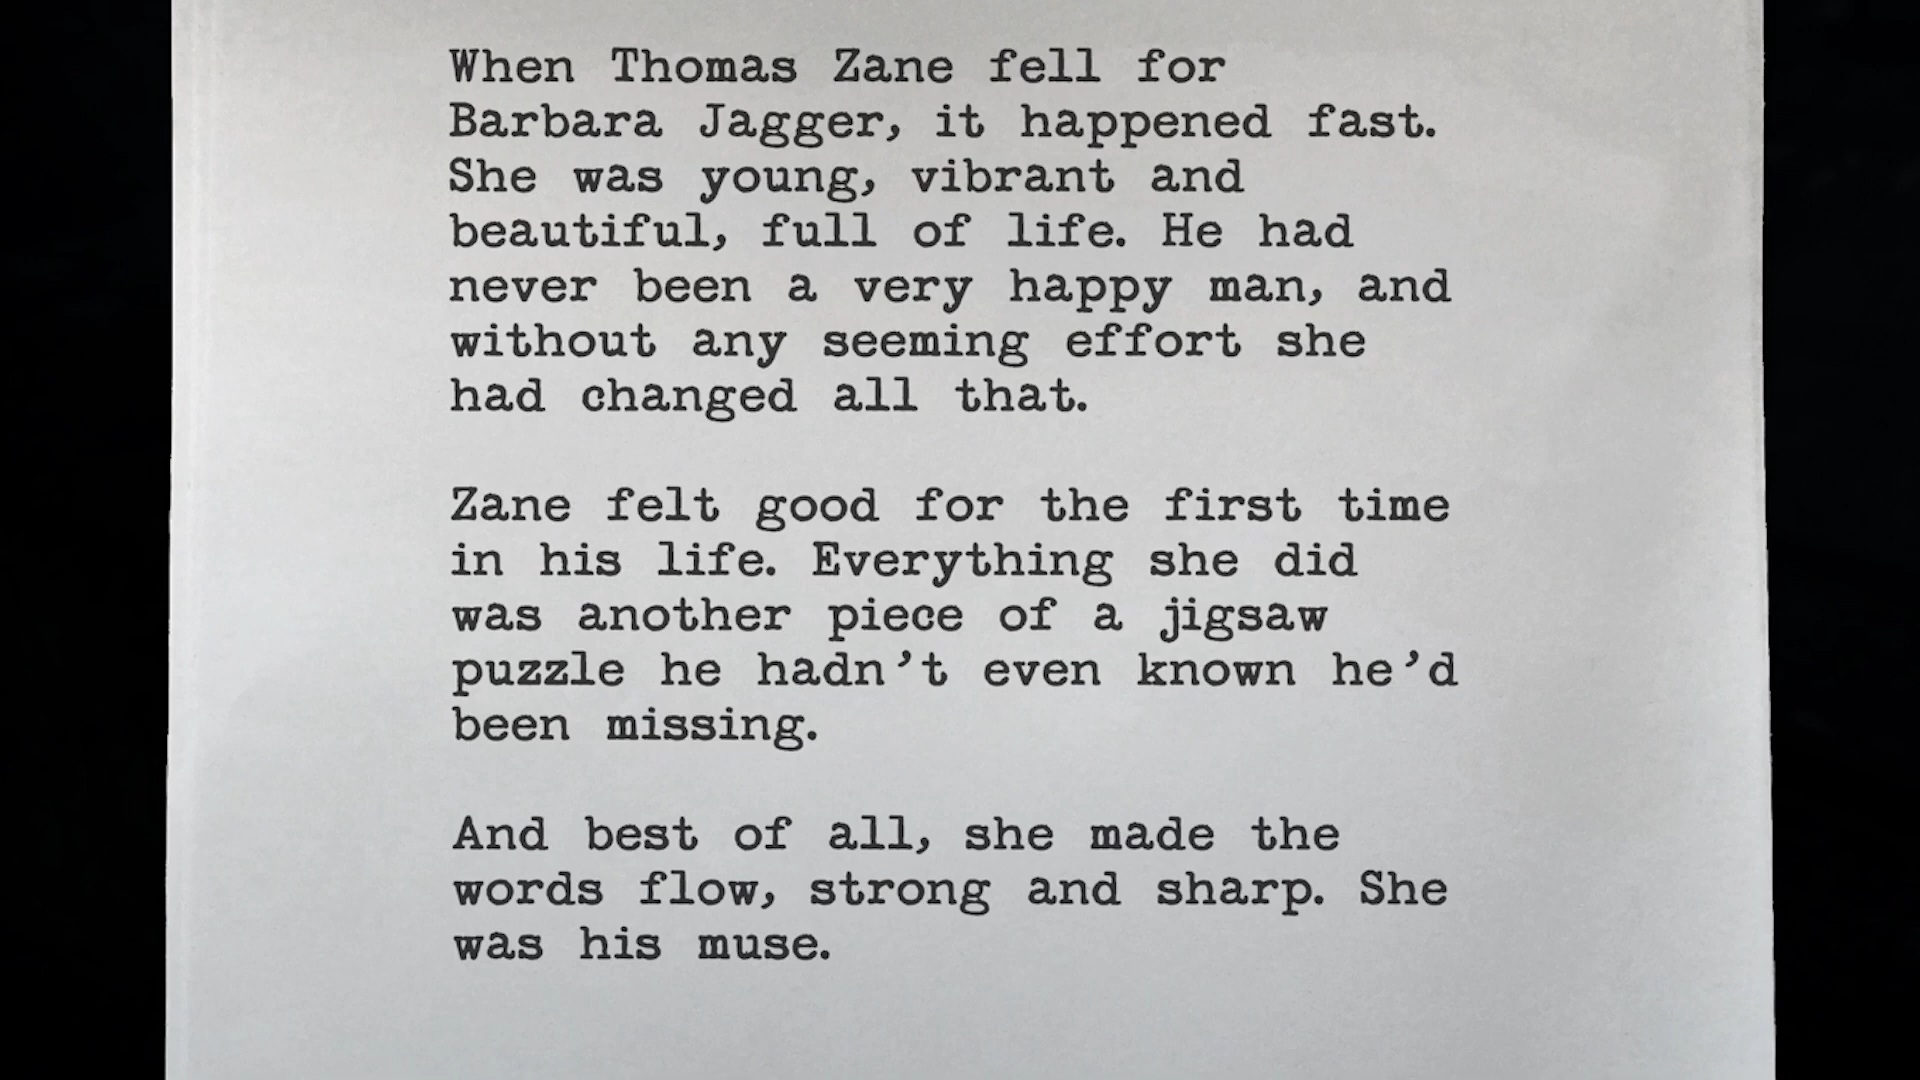 When Thomas Zane fell for
Barbara Jagger, it happened fast.
She was young, vibrant and
beautiful, full of life. He had
never been a very happy man, and
without any seeming effort she
had changed all that.
Zane felt good for the first time
in his life. Everything she did
was another piece of a jigsaw
puzzle he hadn’t even known he’d
been missing.
And best of all, she made the
words flow, strong and sharp. She
was his muse.